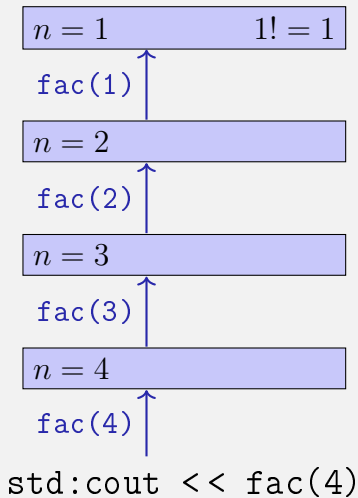 n = 1 1! = 1
fac(1)
n = 2
fac(2)
n = 3
fac(3)
n = 4
fac(4)
std:cout << fac(4)